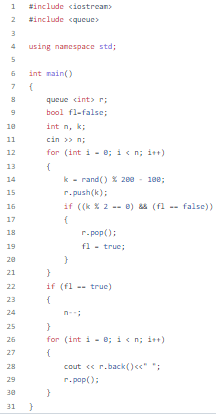 1 #include <iostream>
2 #include <queue>
3
4 using namespace std;
5
6 int main()
7 {
8 queue <int> r;
9 bool fl=false;
10 int n, k;
11 cin >> n;
12 for (int i = 0; i < n; i++)
13 {
14 k = rand() % 200 - 100;
15 r.push(k);
16 if ((k % 2 == 0) && (fl == false))
17 {
18 r.pop();
19 fl = true;
20 }
21 }
22 if (fl == true)
23 {
24 n--;
25 }
26 for (int i = 0; i < n; i++)
27 {
28 cout << r.back()<<" ";
29 r.pop();
30 }
31 }